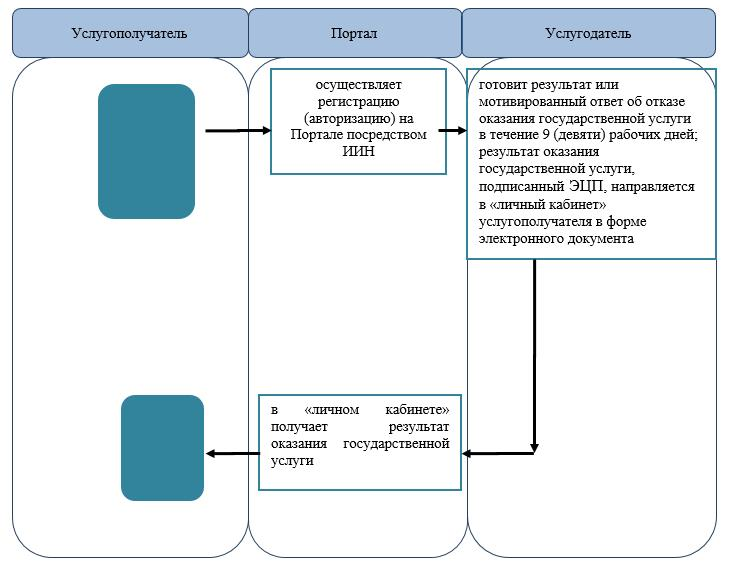 Услугополучатель
Портал
Услугодатель
осуществляет
регистрацию
(авторизацию) на
Портале посредством
ИИН
готовит результат или
мотивированный ответ об отказе
оказания государственной услуги
в течение 9 (девяти) рабочих дней;
результат оказания
государственной услуги,
подписанный ЭЦП, направляется
в «личный кабинет»
услугополучателя в форме
электронного документа
в «личном кабинете»
получает результат
оказания государственной
услуги